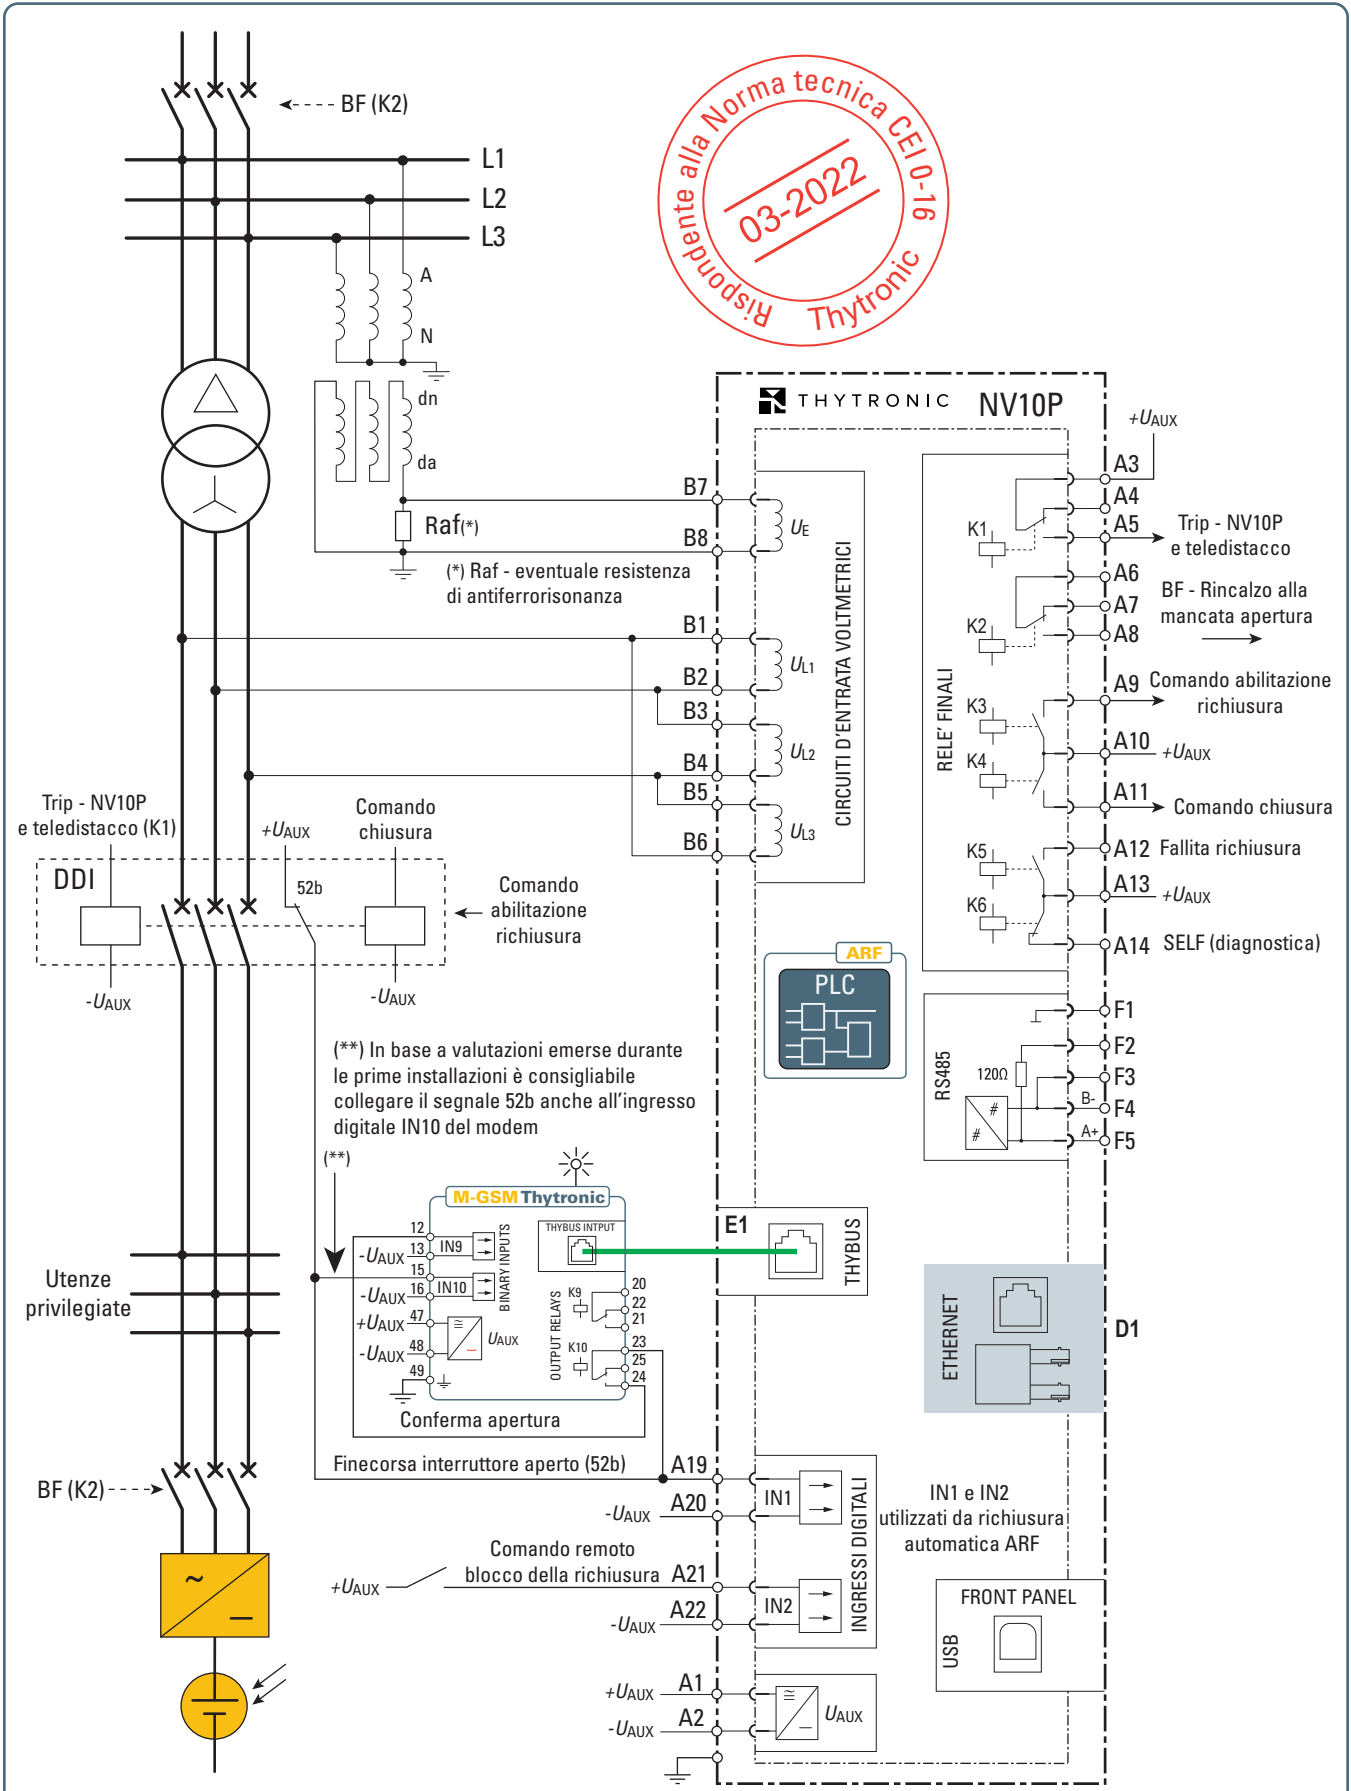 BF (K2)
L1
L2
L3
A
N
dn
da
Rispondente alla Norma tecnica CEI 0-16
03-2022
Thytronic
THYTRONIC
NV10P
+UAUX
B7
B8
Raf(*)
(*) Raf - eventuale resistenza
di antiferrorisonanza
UE
B1
B2
B3
B4
B5
B6
UL1
UL2
UL3
CIRCUITI D'ENTRATA VOLTMETRICI
RELE' FINALI
K1
K2
K3
K4
K5
K6
A3
A4
A5
Trip - NV10P
e teledistacco
A6
A7
A8
BF - Rincalzo alla
mancata apertura
A9
Comando abilitazione
richiusura
A10
+UAUX
A11
Comando chiusura
A12
Fallita richiusura
A13
+UAUX
A14
SELF (diagnostica)
Trip - NV10P
e teledistacco (K1)
+UAUX
Comando
chiusura
DDI
52b
Comando
abilitazione
richiusura
-UAUX
-UAUX
ARF
PLC
RS485
120Ω
#
#
B-
A+
F1
F2
F3
F4
F5
(**) In base a valutazioni emerse durante
le prime installazioni è consigliabile
collegare il segnale 52b anche all'ingresso
digitale IN10 del modem
(**)
M-GSM Thytronic
12
-UAUX 13
15
-UAUX 16
+UAUX 47
-UAUX 48
49
IN9
IN10
BINARY INPUTS
UAUX
THYBUS INTPUT
OUTPUT RELAYS
K9
K10
20
22
21
23
25
24
Conferma apertura
E1
THYBUS
ETHERNET
D1
Utenze
privilegiate
BF (K2)
Finecorsa interruttore aperto (52b)
A19
-UAUX
A20
IN1
Comando remoto
blocco della richiusura
+UAUX
A21
-UAUX
A22
IN2
INGRESSI DIGITALI
IN1 e IN2
utilizzati da richiusura
automatica ARF
FRONT PANEL
USB
+UAUX
A1
-UAUX
A2
UAUX